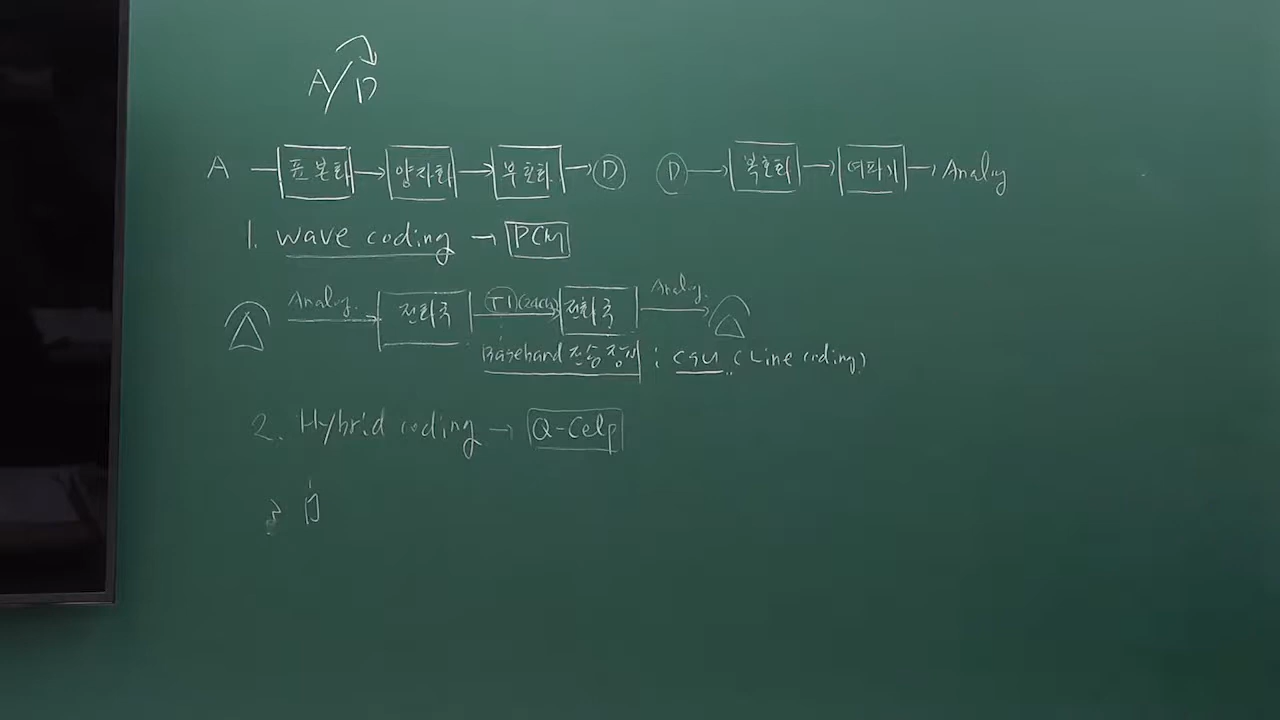 A/D
A 표본화 양자화 부호화 D D 복호화 여파기 Analog
1. wave coding → PCM
Analog. 전화국 T1(24ch) 전화국 Analog.
Baseband 전송장치 : CSU (Line coding)
2. Hybrid coding → Q-Celp